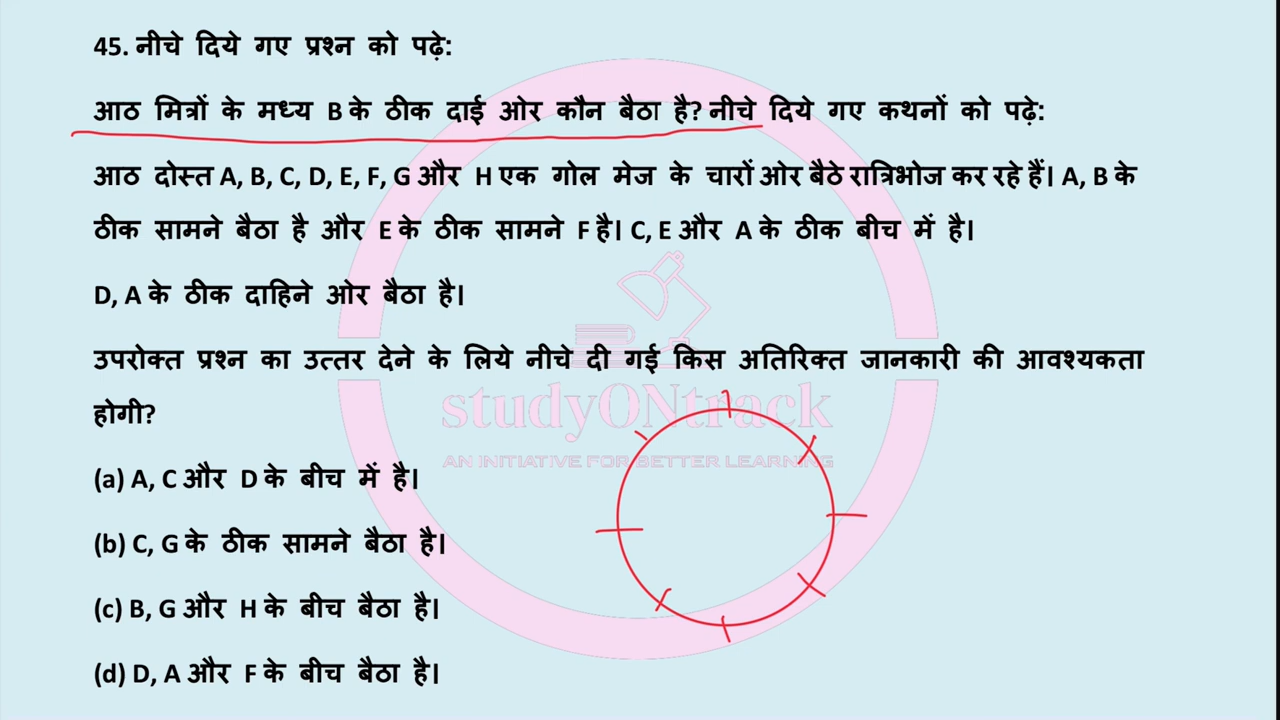 45. नीचे दिये गए प्रश्न को पढ़े:
आठ मित्रों के मध्य B के ठीक दाई ओर कौन बैठा है? नीचे दिये गए कथनों को पढ़े:
आठ दोस्त A, B, C, D, E, F, G और H एक गोल मेज के चारों ओर बैठे रात्रिभोज कर रहे हैं। A, B के
ठीक सामने बैठा है और E के ठीक सामने F है। C, E और A के ठीक बीच में है।
D, A के ठीक दाहिने ओर बैठा है।
उपरोक्त प्रश्न का उत्तर देने के लिये नीचे दी गई किस अतिरिक्त जानकारी की आवश्यकता
होगी?
studyONtrack
AN INITIATIVE FOR BETTER LEARNING
(a) A, C और D के बीच में है।
(b) C, G के ठीक सामने बैठा है।
(c) B, G और H के बीच बैठा है।
(d) D, A और F के बीच बैठा है।